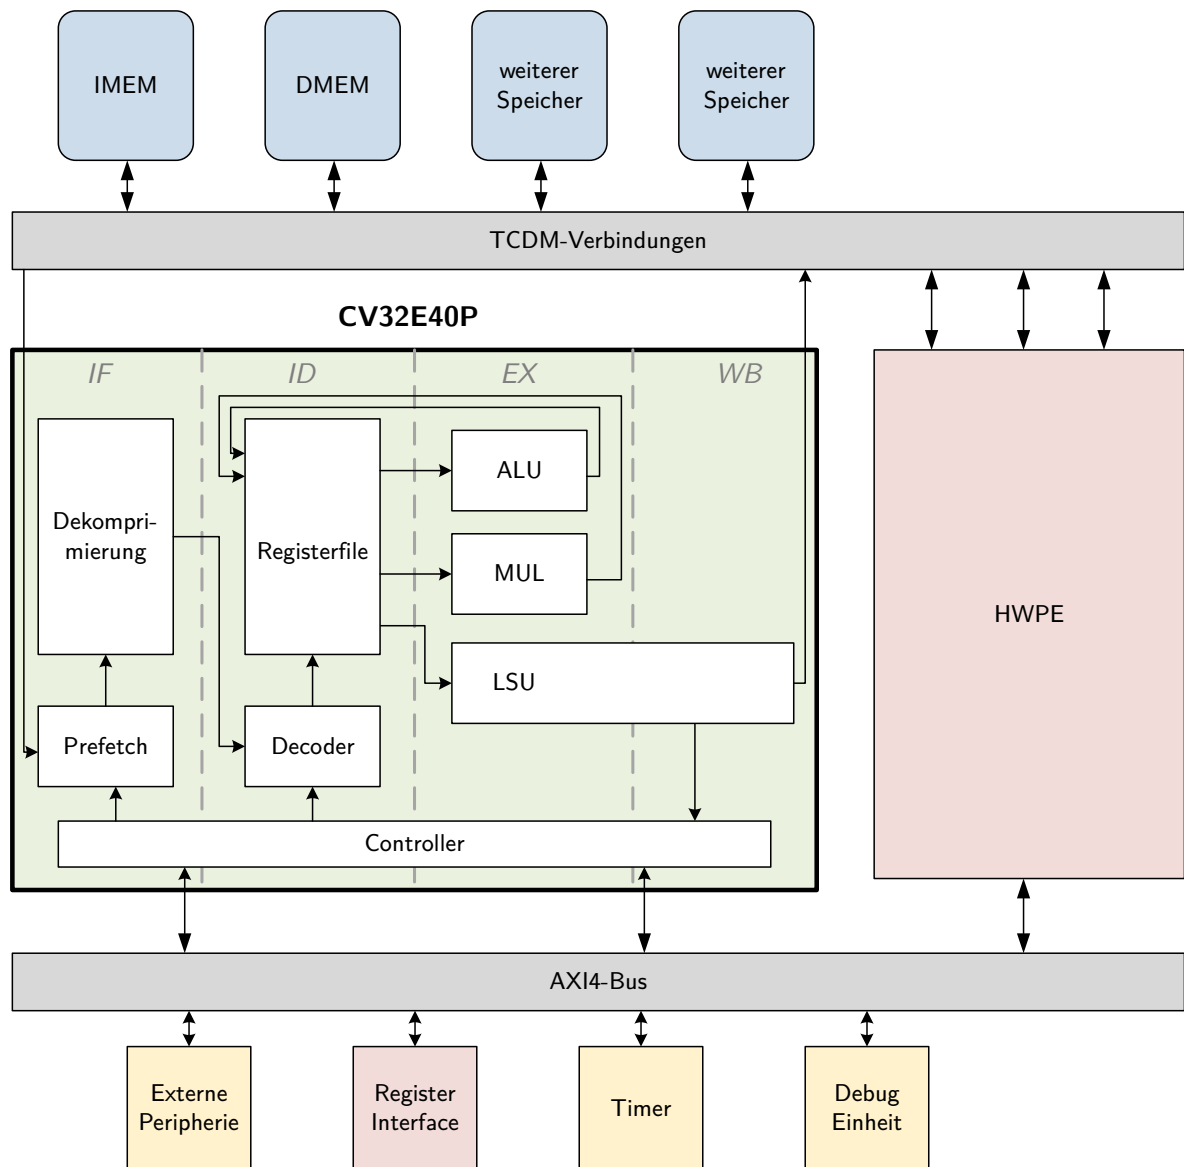 IMEM
DMEM
weiterer
Speicher
weiterer
Speicher
TCDM-Verbindungen
CV32E40P
IF
ID
EX
WB
Dekompri-
mierung
Registerfile
ALU
MUL
LSU
Prefetch
Decoder
Controller
HWPE
AXI4-Bus
Externe
Peripherie
Register
Interface
Timer
Debug
Einheit